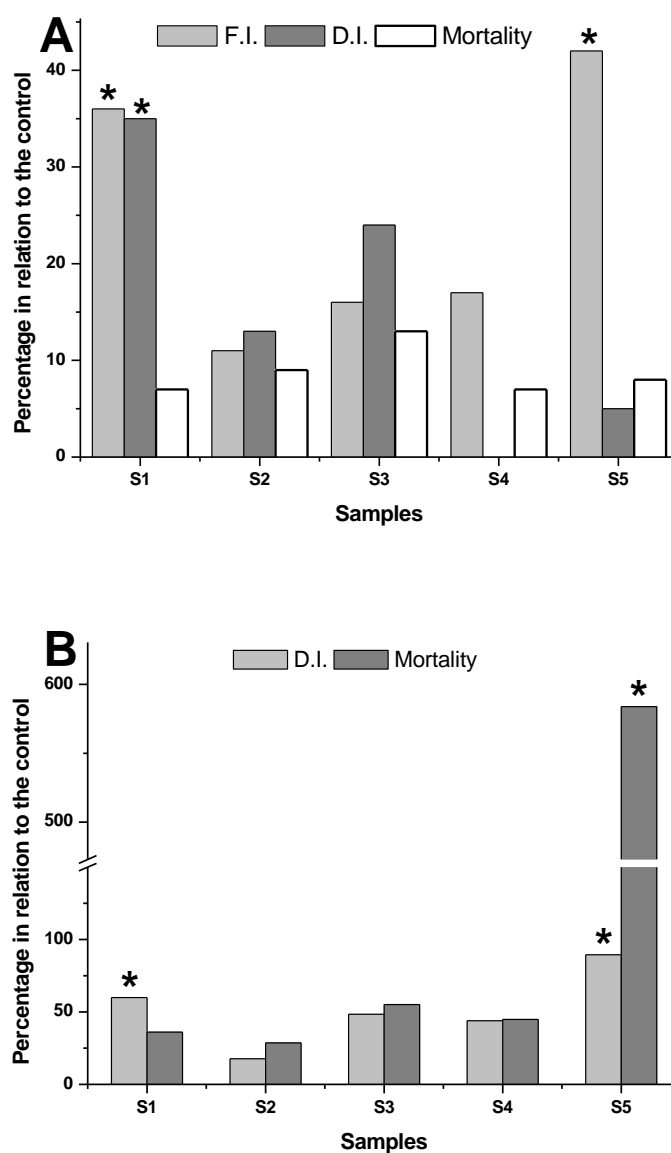 A
F.I. D.I. Mortality
Percentage in relation to the control
40
30
20
10
0
* * *
S1 S2 S3 S4 S5
Samples
B
D.I. Mortality
Percentage in relation to the control
600
500
100
50
0
* * *
S1 S2 S3 S4 S5
Samples